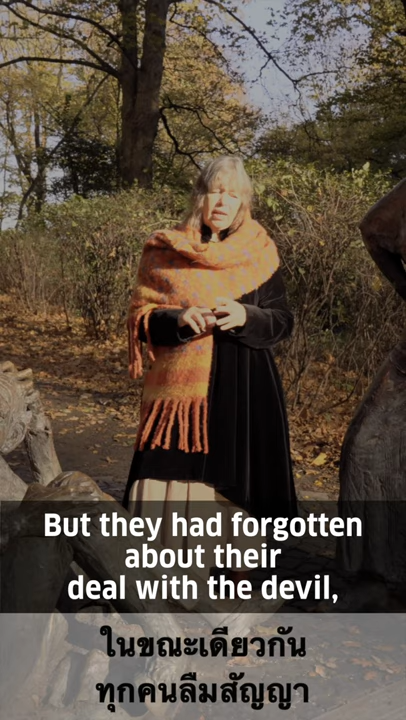 But they had forgotten
about their
deal with the devil,
ในขณะเดียวกัน
ทุกคนลืมสัญญา